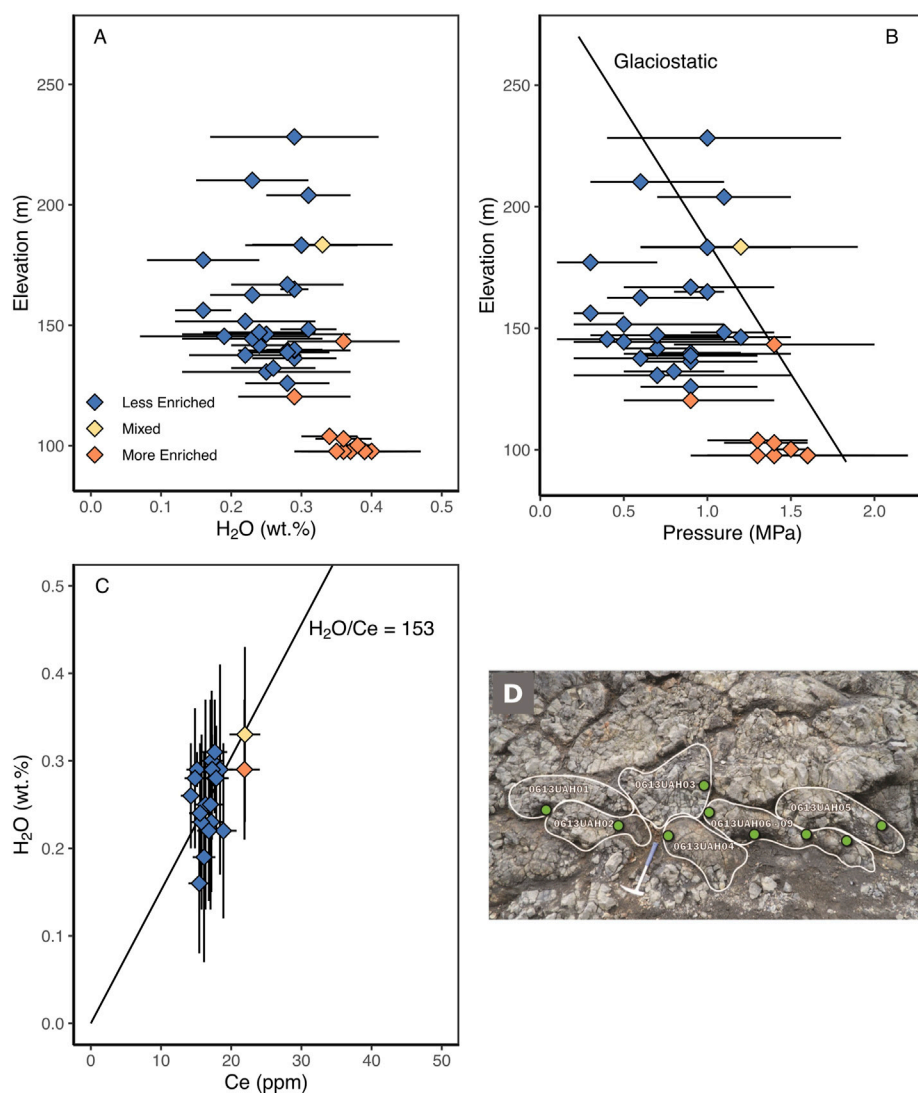 A
250
200
150
100
Elevation (m)
Less Enriched
Mixed
More Enriched
0.0 0.1 0.2 0.3 0.4 0.5
H₂O (wt.%)
B
Glaciostatic
250
200
150
100
Elevation (m)
0.0 0.5 1.0 1.5 2.0
Pressure (MPa)
C
H₂O/Ce = 153
0.5
0.4
0.3
0.2
0.1
0.0
H₂O (wt.%)
0 10 20 30 40 50
Ce (ppm)
D
0613UAH01
0613UAH03
0613UAH05
0613UAH02
0613UAH06 -09
0613UAH04